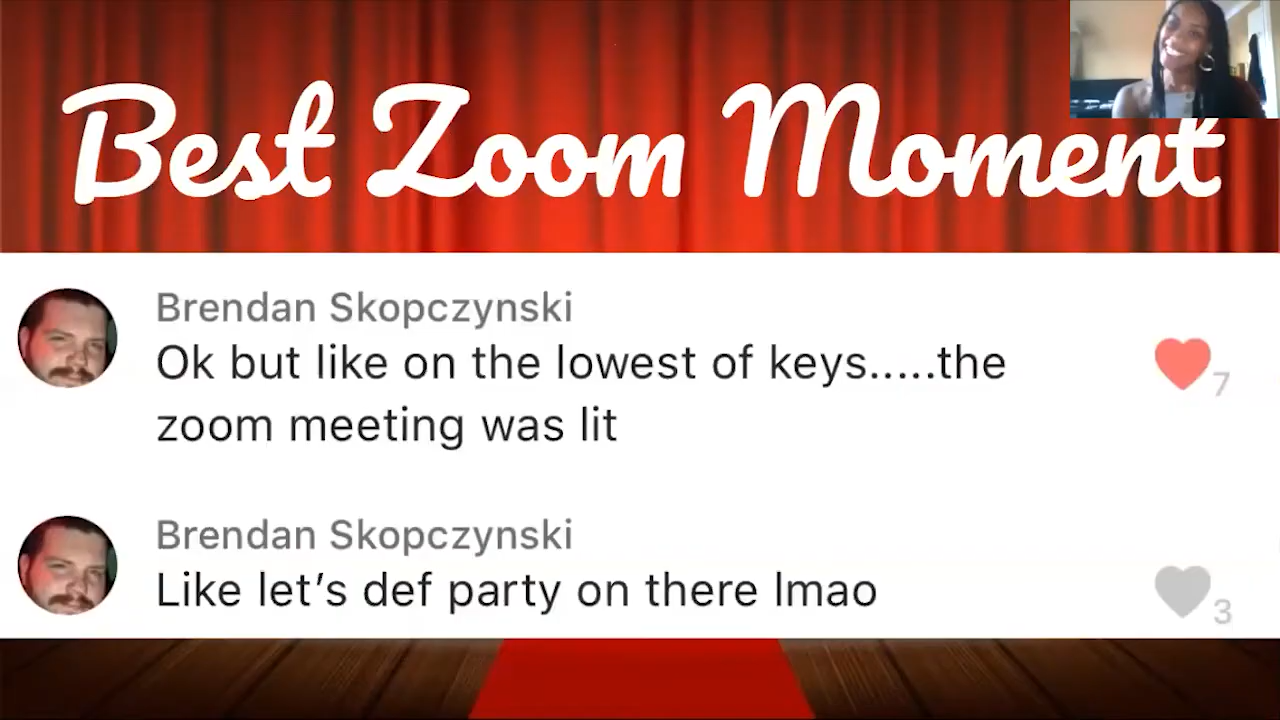 Best Zoom Moment
Brendan Skopczynski
Ok but like on the lowest of keys.....the
zoom meeting was lit
7
Brendan Skopczynski
Like let’s def party on there lmao
3